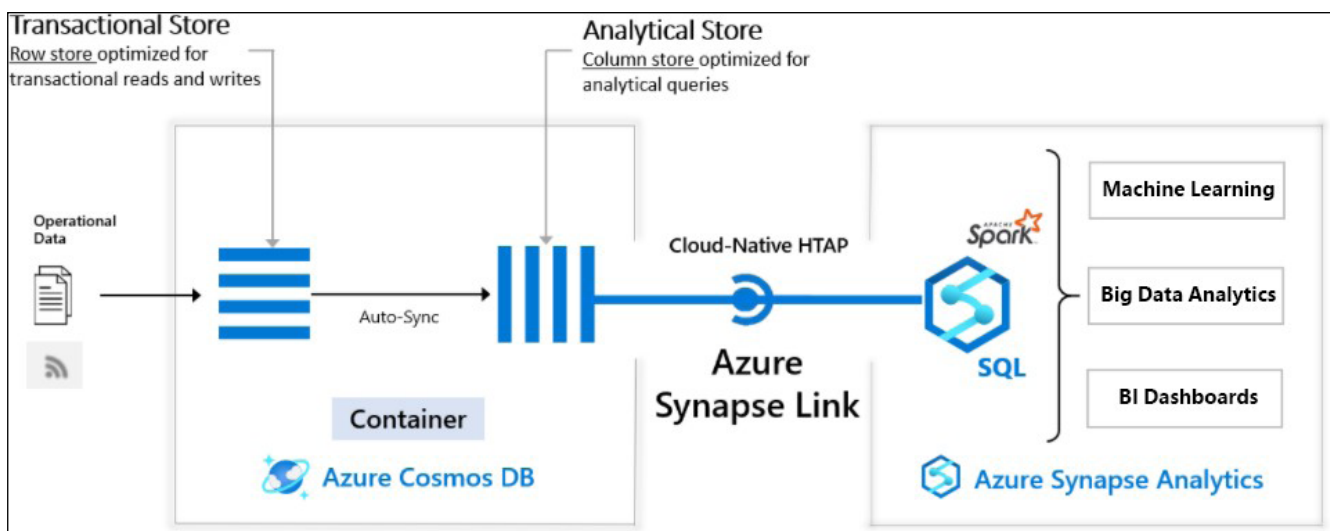 Transactional Store
Row store optimized for
transactional reads and writes
Analytical Store
Column store optimized for
analytical queries
Operational
Data
Auto-Sync
Container
Azure Cosmos DB
Cloud-Native HTAP
Azure
Synapse Link
APACHE
Spark
SQL
Machine Learning
Big Data Analytics
BI Dashboards
Azure Synapse Analytics